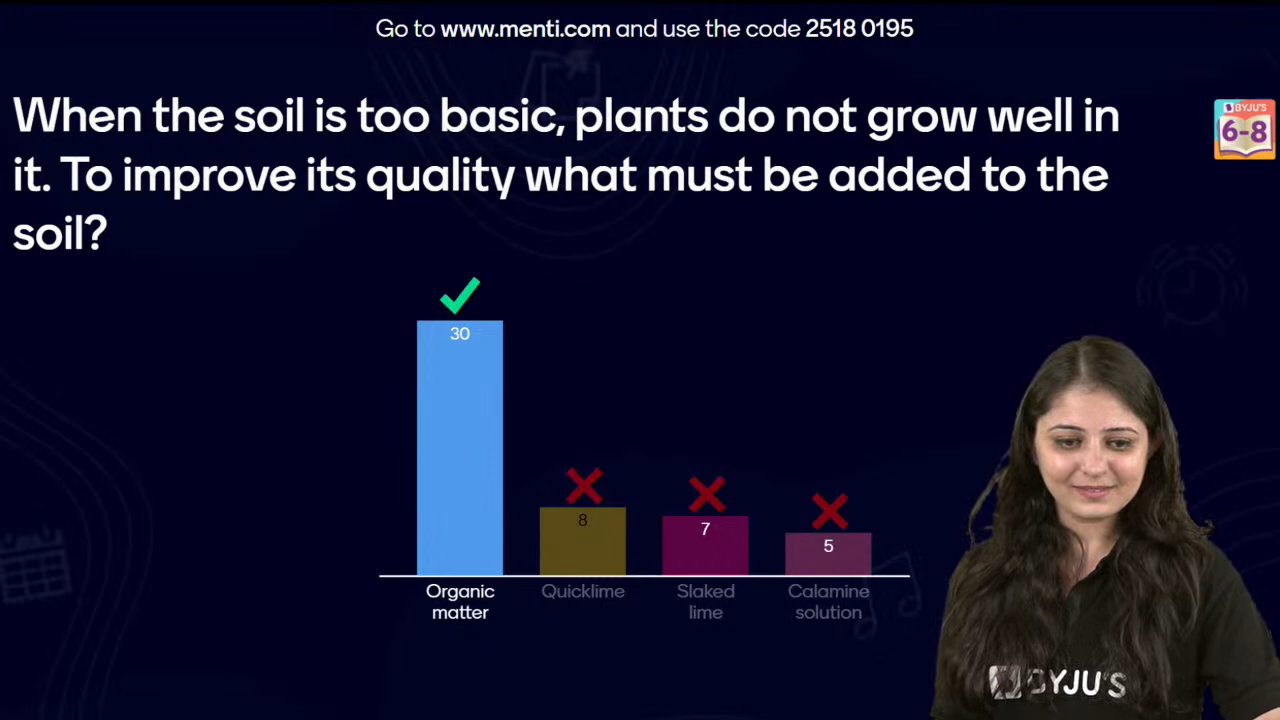 Go to www.menti.com and use the code 2518 0195
When the soil is too basic, plants do not grow well in
it. To improve its quality what must be added to the
soil?
BYJU'S
6-8
30
8
7
5
Organic
matter
Quicklime
Slaked
lime
Calamine
solution
BYJU'S